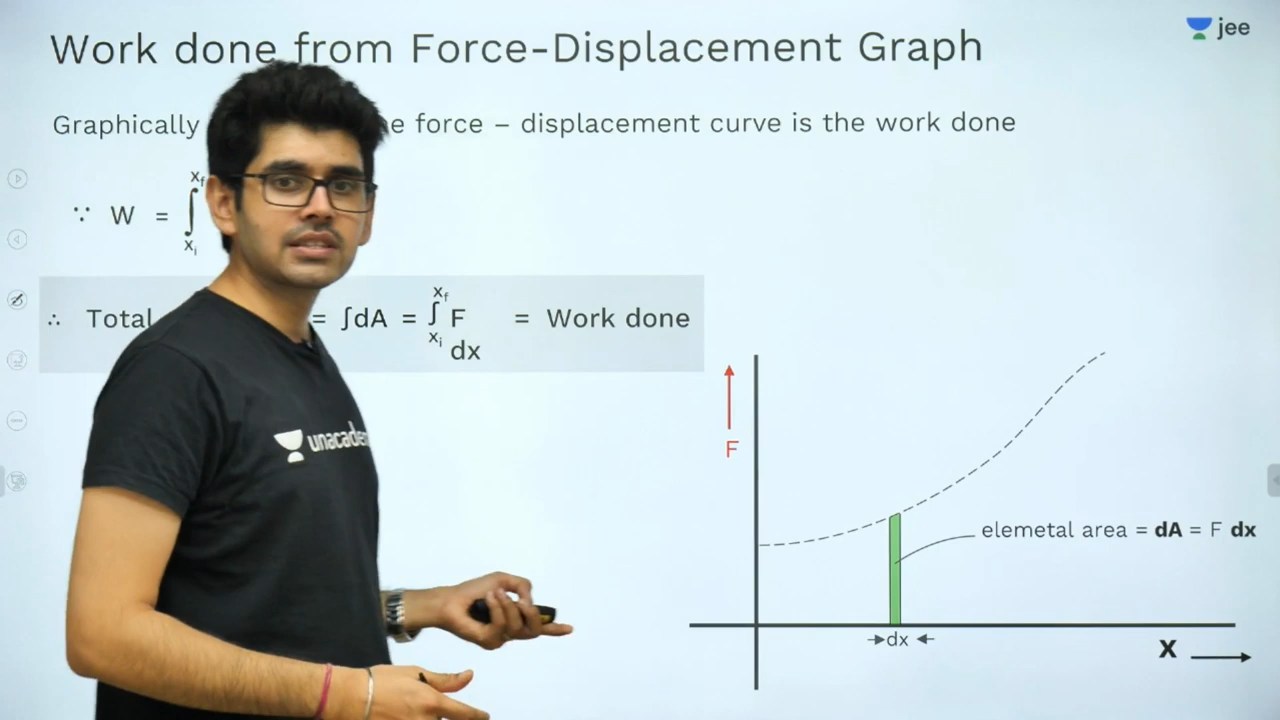 Work done from Force-Displacement Graph
jee
Graphically e force – displacement curve is the work done
∵ W = ∫
xf
xi
∴ Total = ∫dA = ∫ F dx = Work done
xf
xi
unacade
F
elemetal area = dA = F dx
dx
X